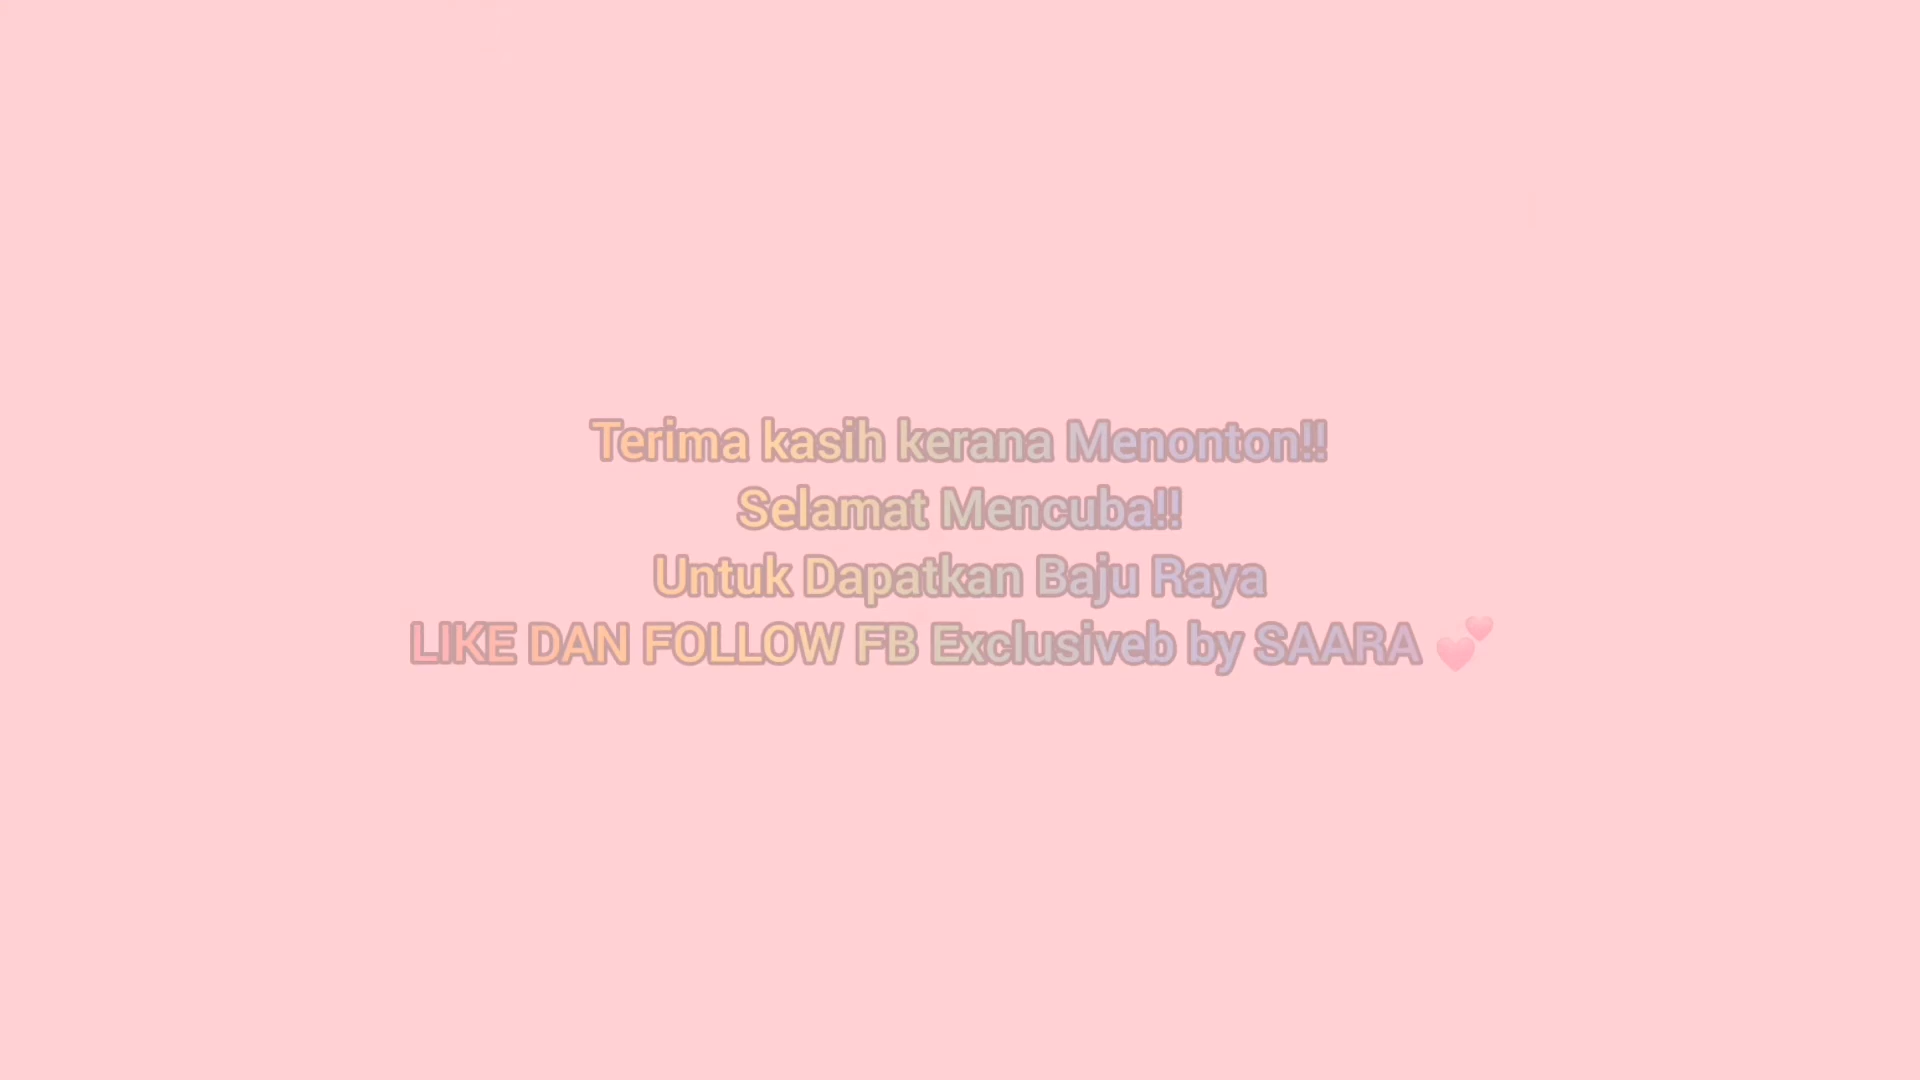 Terima kasih kerana Menonton!!
Selamat Mencuba!!
Untuk Dapatkan Baju Raya
LIKE DAN FOLLOW FB Exclusiveb by SAARA 💕